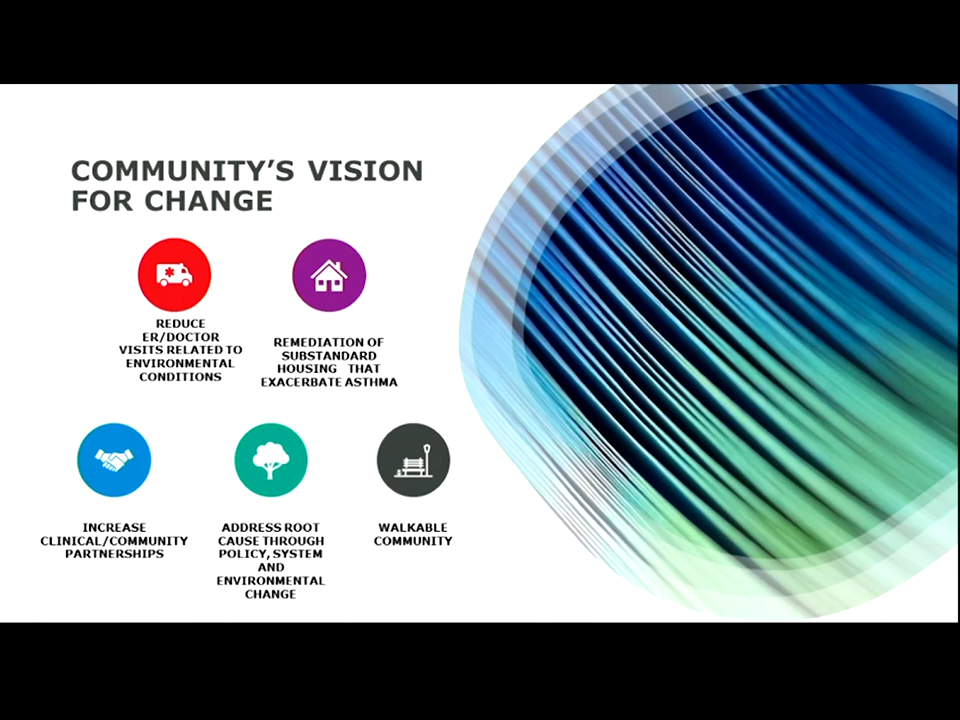 COMMUNITY'S VISION
FOR CHANGE
REDUCE
ER/DOCTOR
VISITS RELATED TO
ENVIRONMENTAL
CONDITIONS
REMEDIATION OF
SUBSTANDARD
HOUSING THAT
EXACERBATE ASTHMA
INCREASE
CLINICAL/COMMUNITY
PARTNERSHIPS
ADDRESS ROOT
CAUSE THROUGH
POLICY, SYSTEM
AND
ENVIRONMENTAL
CHANGE
WALKABLE
COMMUNITY